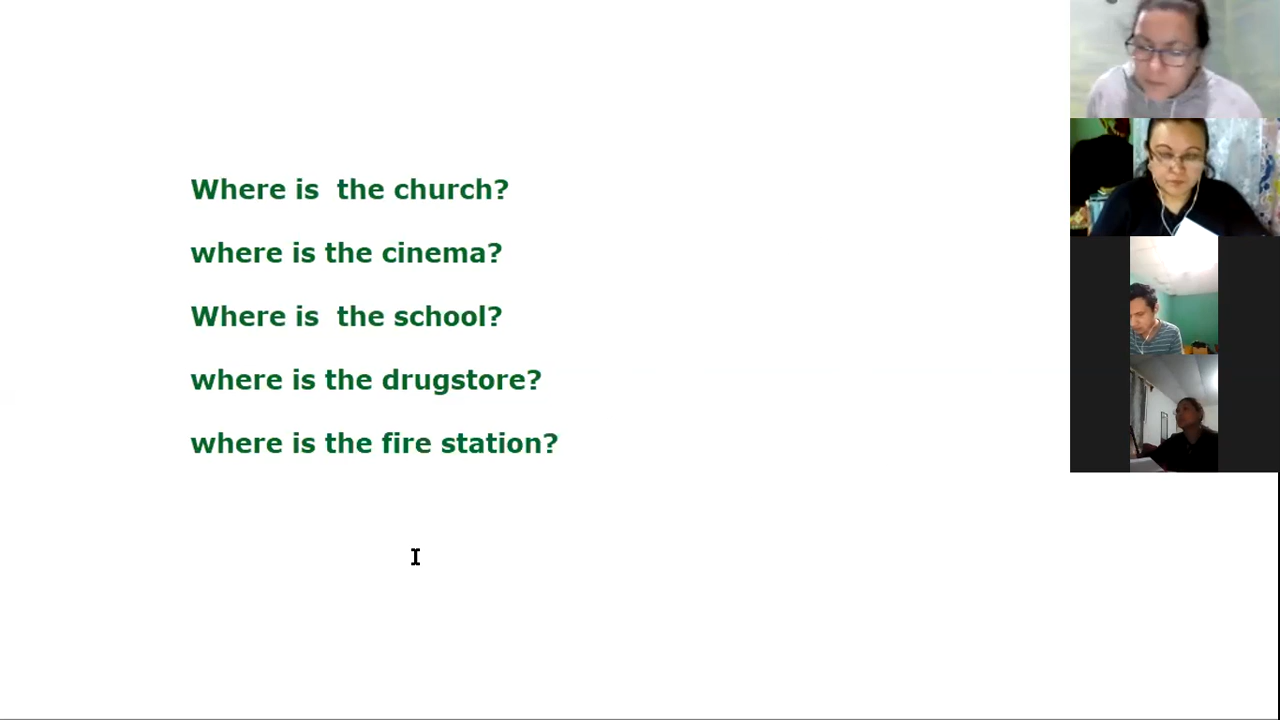 Where is  the church?
where is the cinema?
Where is  the school?
where is the drugstore?
where is the fire station?